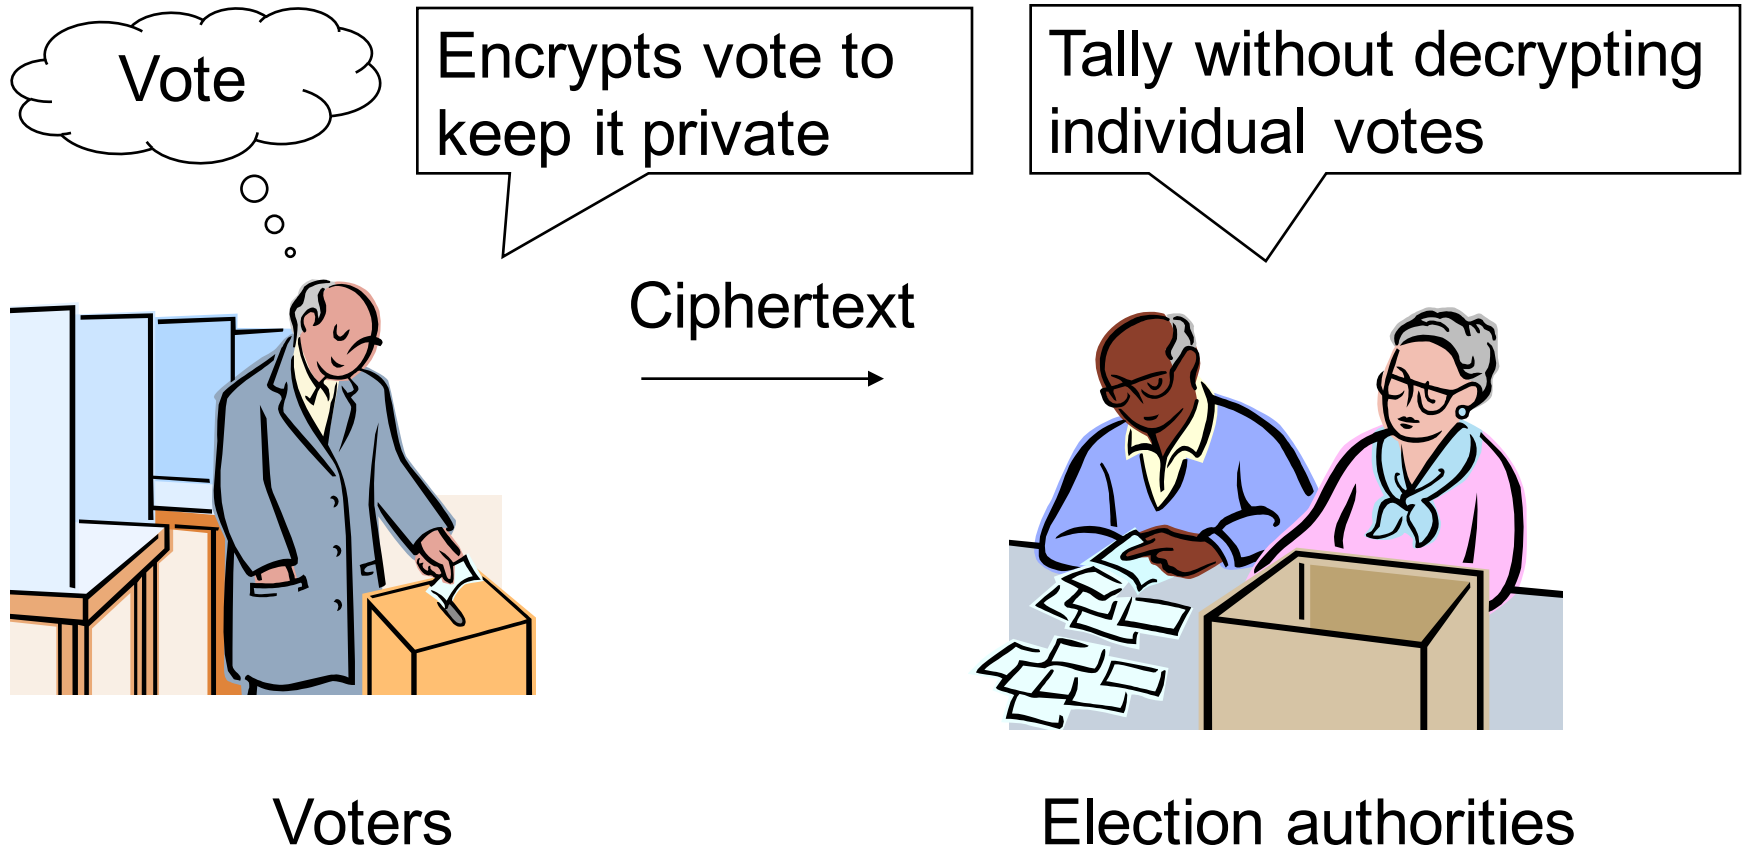 Vote
Encrypts vote to
keep it private
Tally without decrypting
individual votes
Ciphertext
Voters
Election authorities